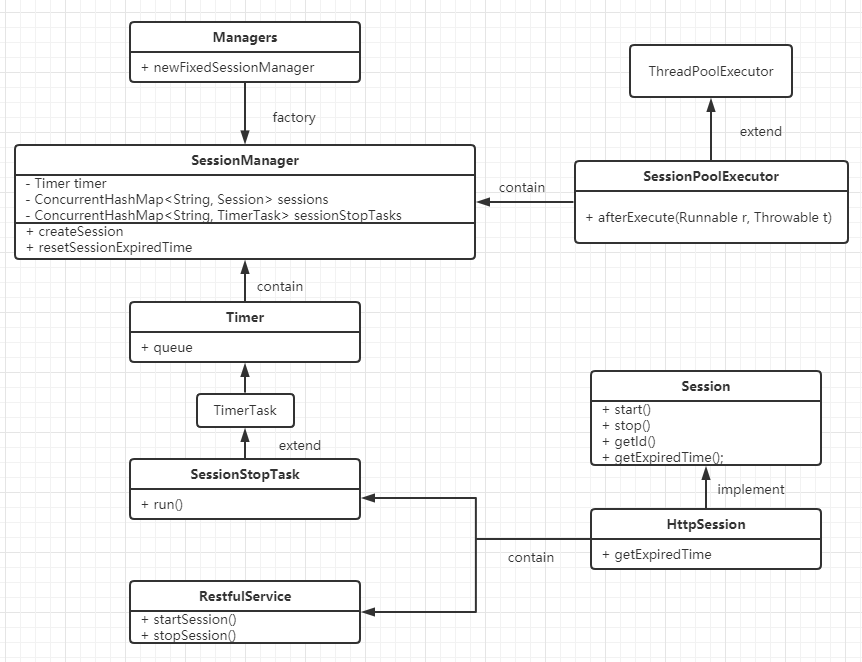 Managers
+ newFixedSessionManager
factory
ThreadPoolExecutor
extend
SessionManager
- Timer timer
- ConcurrentHashMap<String, Session> sessions
- ConcurrentHashMap<String, TimerTask> sessionStopTasks
+ createSession
+ resetSessionExpiredTime
contain
SessionPoolExecutor
+ afterExecute(Runnable r, Throwable t)
contain
Timer
+ queue
TimerTask
extend
SessionStopTask
+ run()
Session
+ start()
+ stop()
+ getId()
+ getExpiredTime();
implement
HttpSession
+ getExpiredTime
contain
RestfulService
+ startSession()
+ stopSession()